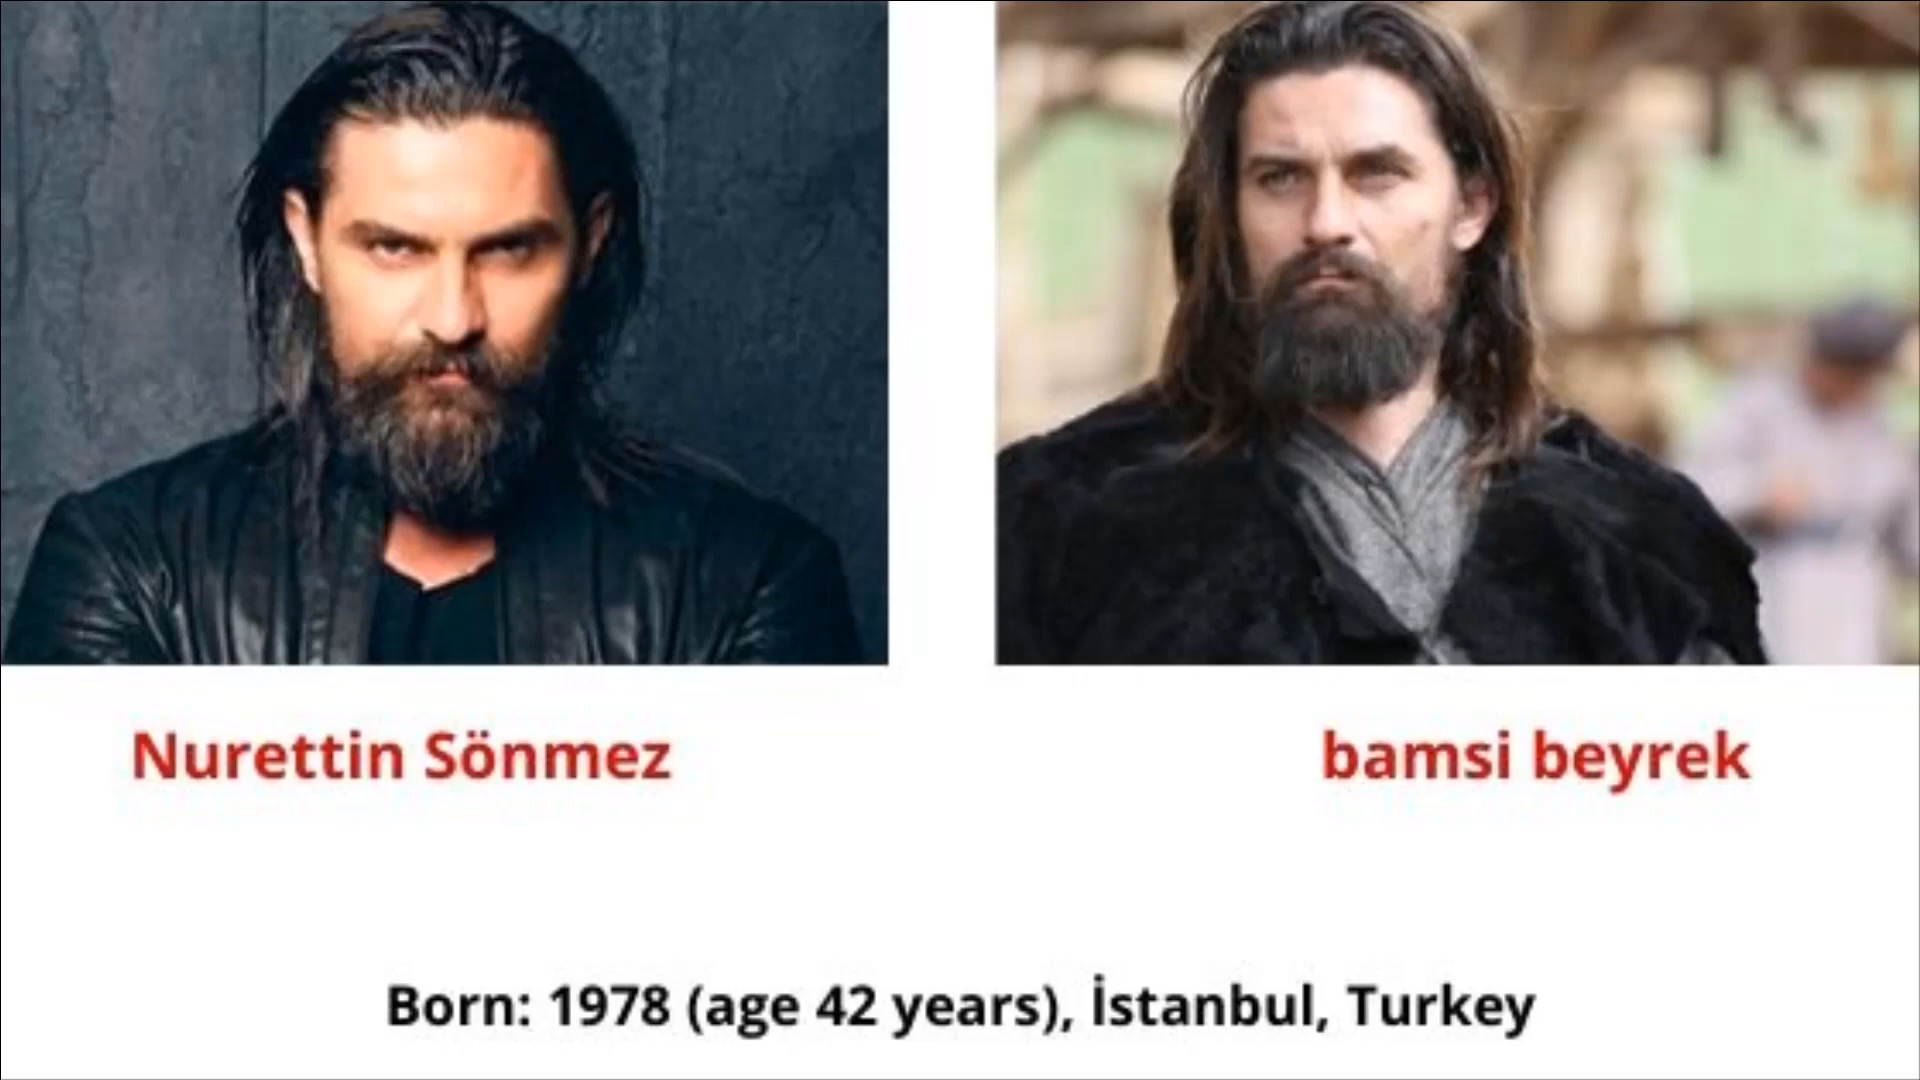 Nurettin Sönmez
bamsi beyrek
Born: 1978 (age 42 years), İstanbul, Turkey